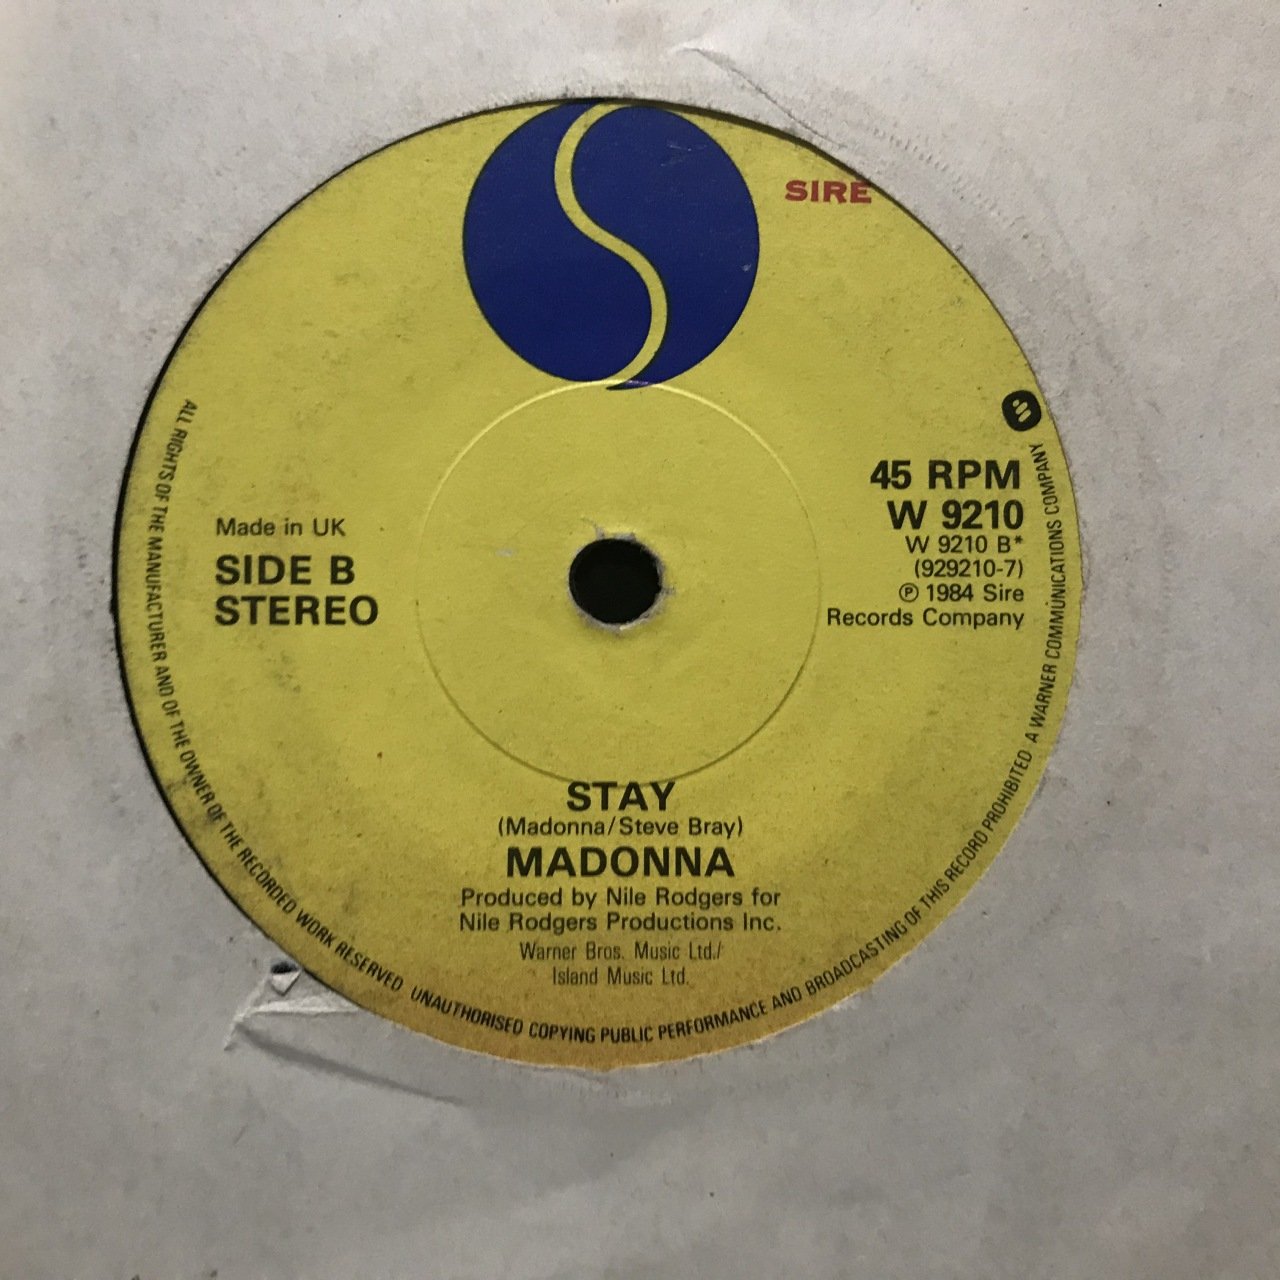 SIRE
45 RPM
W 9210
W 9210 B*
(929210-7)
℗ 1984 Sire
Records Company
Made in UK
SIDE B
STEREO
STAY
(Madonna/Steve Bray)
MADONNA
Produced by Nile Rodgers for
Nile Rodgers Productions Inc.
Warner Bros. Music Ltd./
Island Music Ltd.
ALL RIGHTS OF THE MANUFACTURER AND OF THE OWNER OF THE RECORDED WORK RESERVED UNAUTHORISED COPYING PUBLIC PERFORMANCE AND BROADCASTING OF THIS RECORD PROHIBITED A WARNER COMMUNICATIONS COMPANY